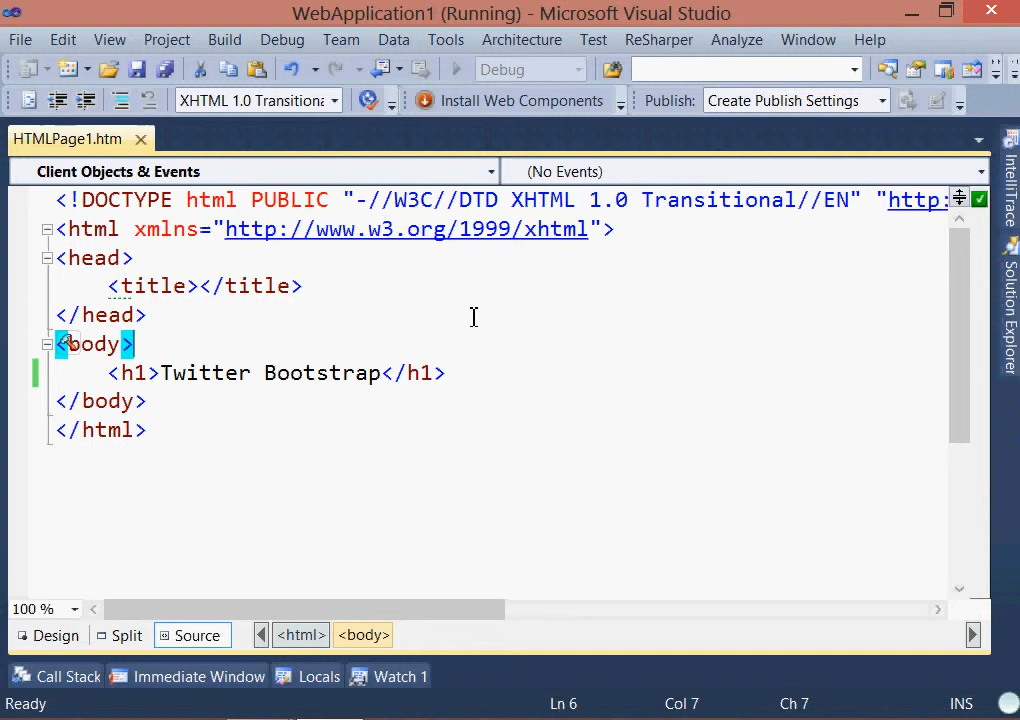 WebApplication1 (Running) - Microsoft Visual Studio
File Edit View Project Build Debug Team Data Tools Architecture Test ReSharper Analyze Window Help
Debug
XHTML 1.0 Transition Install Web Components Publish: Create Publish Settings
HTMLPage1.htm
Client Objects & Events (No Events)
<!DOCTYPE html PUBLIC "-//W3C//DTD XHTML 1.0 Transitional//EN" "http:
<html xmlns="http://www.w3.org/1999/xhtml">
<head>
<title></title>
</head>
<body>
<h1>Twitter Bootstrap</h1>
</body>
</html>
IntelliTrace
Solution Explorer
100 %
Design Split Source <html> <body>
Call Stack Immediate Window Locals Watch 1
Ready Ln 6 Col 7 Ch 7 INS